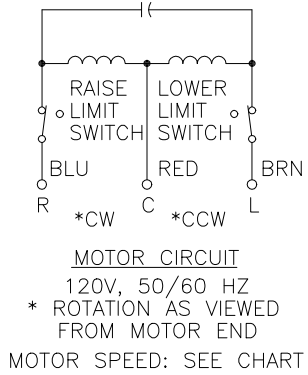 RAISE LOWER
LIMIT LIMIT
SWITCH SWITCH
BLU RED BRN
R C L
*CW *CCW
MOTOR CIRCUIT
120V, 50/60 HZ
* ROTATION AS VIEWED
FROM MOTOR END
MOTOR SPEED: SEE CHART